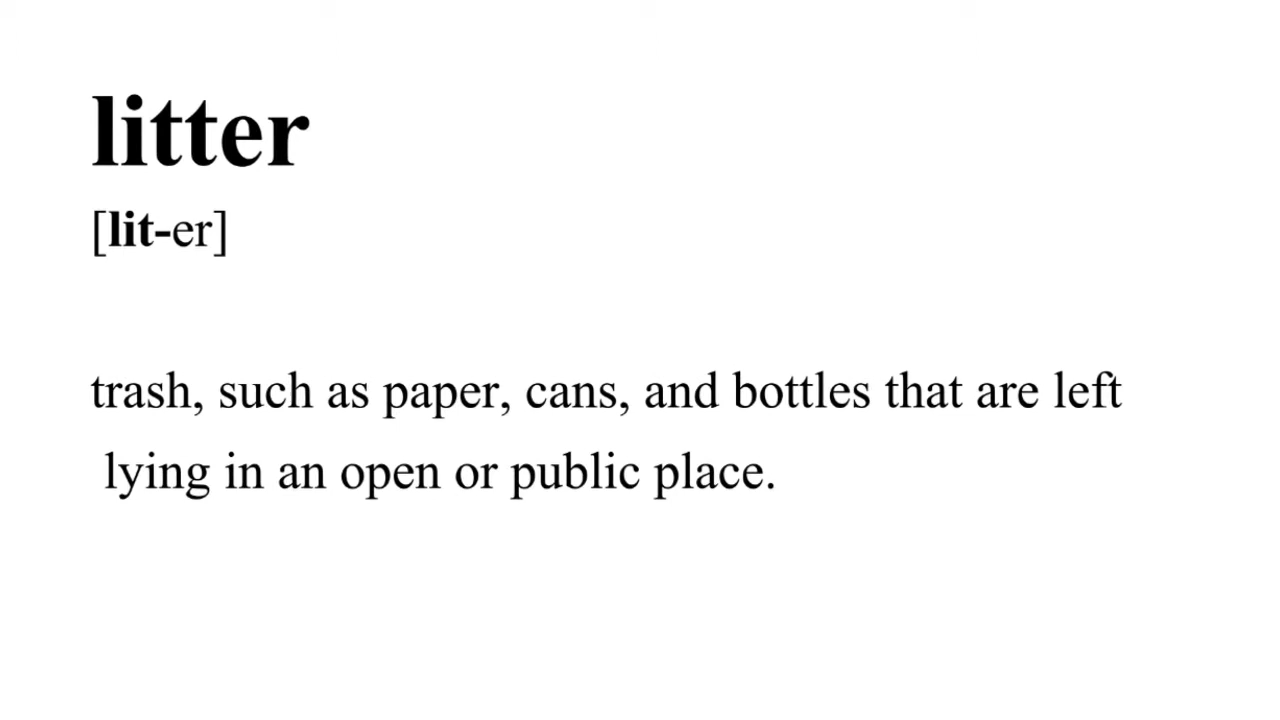 litter
[lit-er]
trash, such as paper, cans, and bottles that are left
lying in an open or public place.